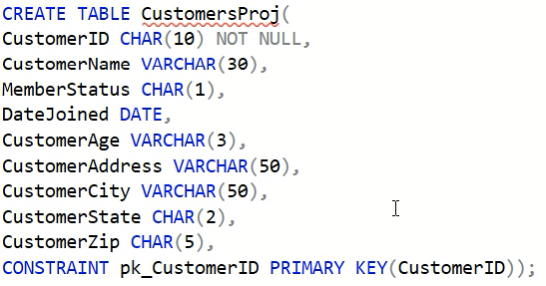 CREATE TABLE CustomersProj(
CustomerID CHAR(10) NOT NULL,
CustomerName VARCHAR(30),
MemberStatus CHAR(1),
DateJoined DATE,
CustomerAge VARCHAR(3),
CustomerAddress VARCHAR(50),
CustomerCity VARCHAR(50),
CustomerState CHAR(2),
CustomerZip CHAR(5),
CONSTRAINT pk_CustomerID PRIMARY KEY(CustomerID));